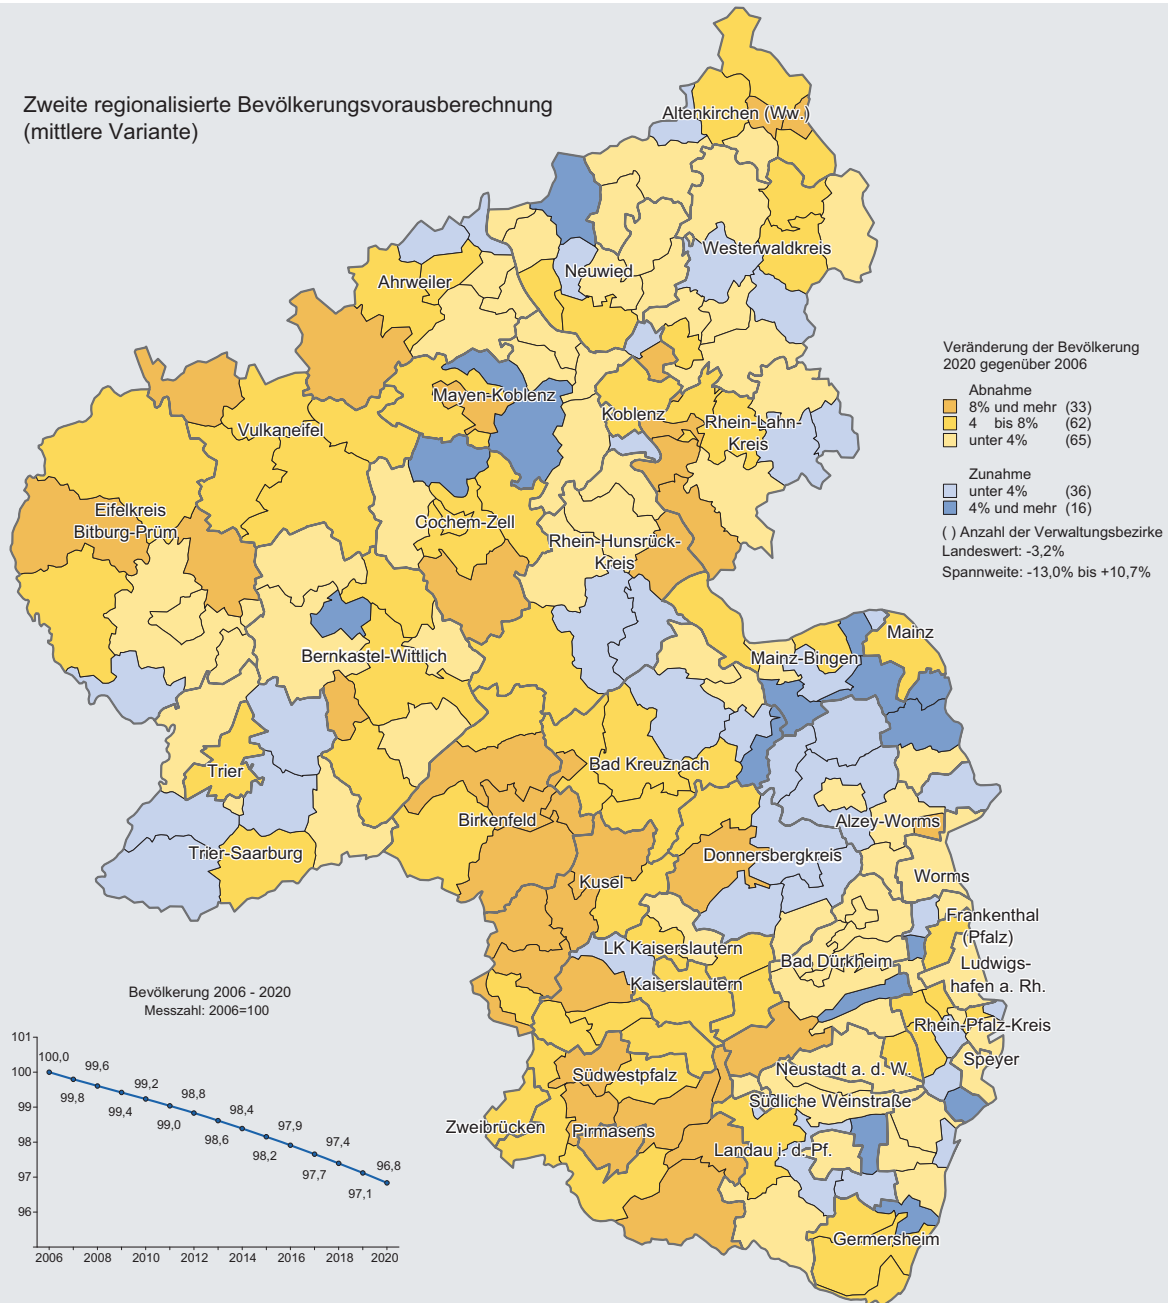 Zweite regionalisierte Bevölkerungsvorausberechnung
(mittlere Variante)
Altenkirchen (Ww.)
Westerwaldkreis
Neuwied
Ahrweiler
Mayen-Koblenz
Koblenz
Rhein-Lahn-
Kreis
Vulkaneifel
Eifelkreis
Bitburg-Prüm
Cochem-Zell
Rhein-Hunsrück-
Kreis
Bernkastel-Wittlich
Mainz
Mainz-Bingen
Trier
Bad Kreuznach
Birkenfeld
Alzey-Worms
Trier-Saarburg
Donnersbergkreis
Kusel
Worms
Frankenthal
(Pfalz)
LK Kaiserslautern
Bad Dürkheim
Ludwigs-
hafen a. Rh.
Kaiserslautern
Rhein-Pfalz-Kreis
Speyer
Südwestpfalz
Neustadt a. d. W.
Südliche Weinstraße
Zweibrücken
Pirmasens
Landau i. d. Pf.
Germersheim
Veränderung der Bevölkerung
2020 gegenüber 2006
Abnahme
8% und mehr (33)
4 bis 8% (62)
unter 4% (65)
Zunahme
unter 4% (36)
4% und mehr (16)
( ) Anzahl der Verwaltungsbezirke
Landeswert: -3,2%
Spannweite: -13,0% bis +10,7%
Bevölkerung 2006 - 2020
Messzahl: 2006=100
101
100
99
98
97
96
100,0
99,8
99,6
99,4
99,2
99,0
98,8
98,6
98,4
98,2
97,9
97,7
97,4
97,1
96,8
2006 2008 2010 2012 2014 2016 2018 2020